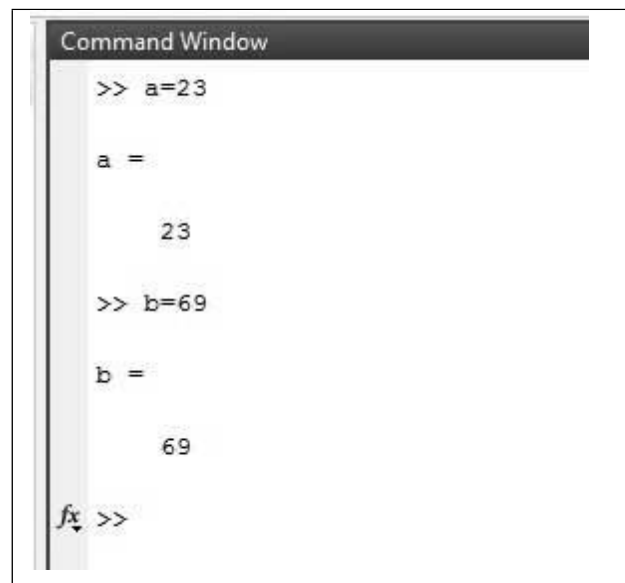 Command Window
>> a=23
a =
23
>> b=69
b =
69
fx >>